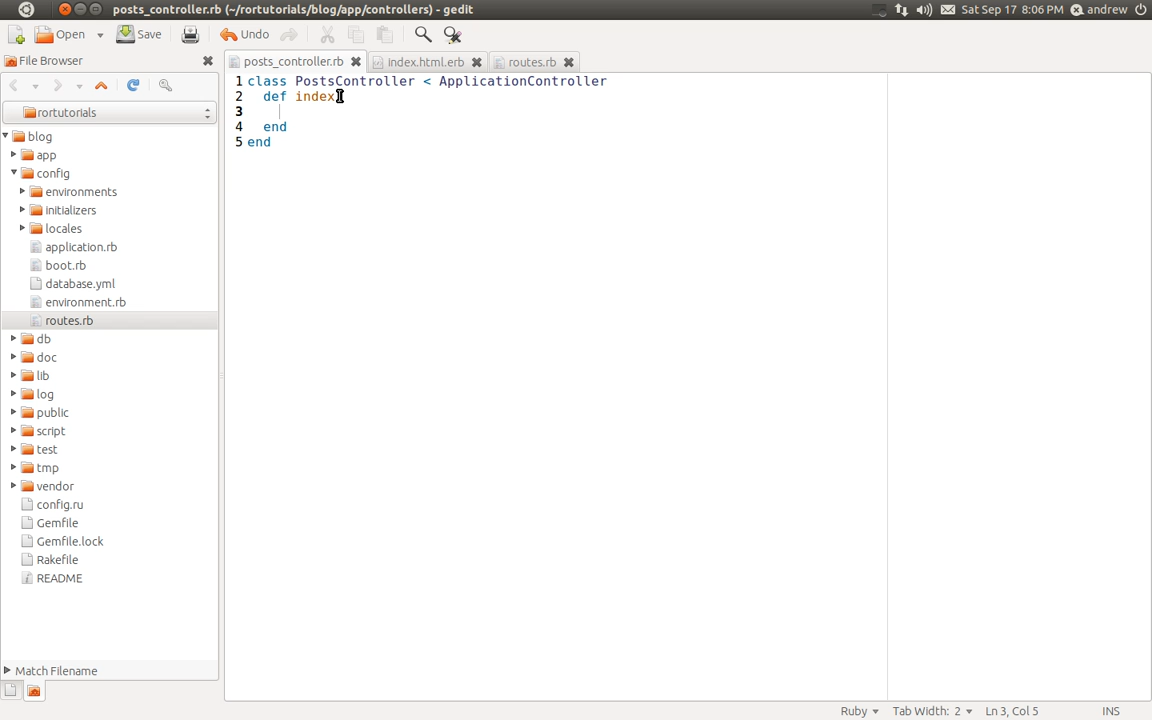 posts_controller.rb (~/rortutorials/blog/app/controllers) - gedit
Sat Sep 17 8:06 PM andrew
Open Save Undo
File Browser
posts_controller.rb index.html.erb routes.rb
rortutorials
blog
app
config
environments
initializers
locales
application.rb
boot.rb
database.yml
environment.rb
routes.rb
db
doc
lib
log
public
script
test
tmp
vendor
config.ru
Gemfile
Gemfile.lock
Rakefile
README
Match Filename
1 class PostsController < ApplicationController
2 def index
3
4 end
5 end
Ruby Tab Width: 2 Ln 3, Col 5 INS